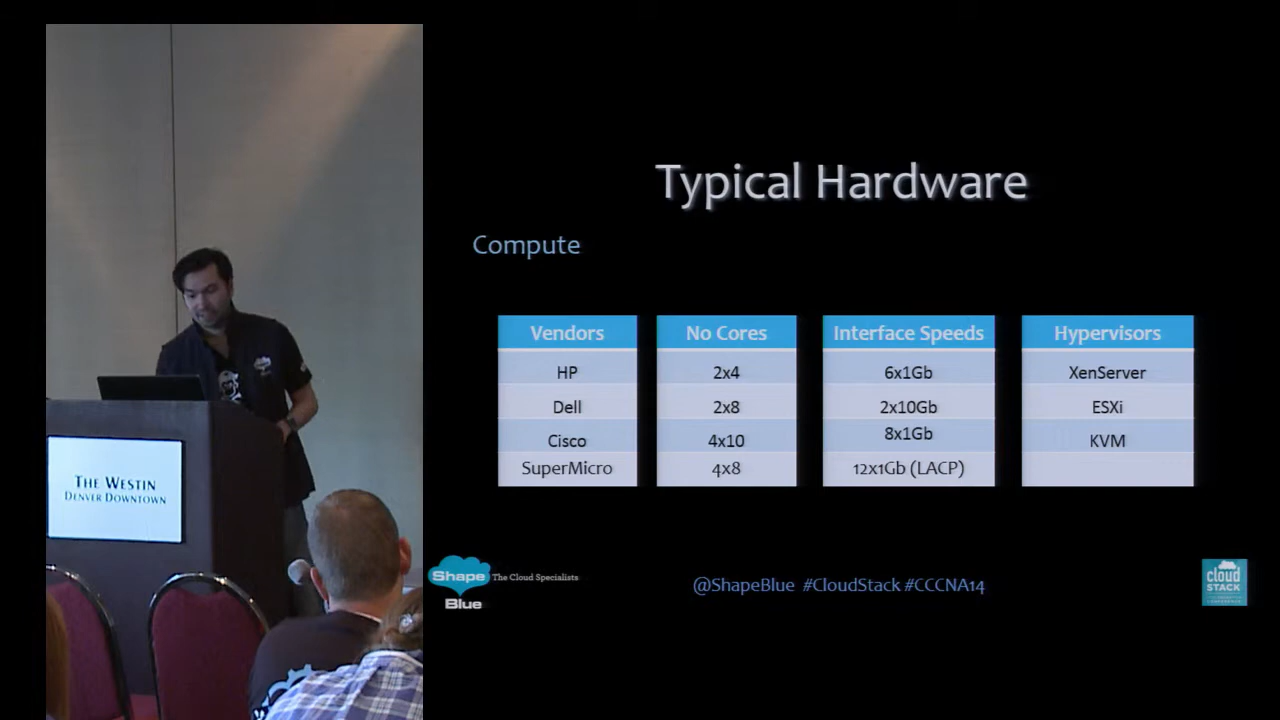 Typical Hardware
Compute
Vendors No Cores Interface Speeds Hypervisors
HP 2x4 6x1Gb XenServer
Dell 2x8 2x10Gb ESXi
Cisco 4x10 8x1Gb KVM
SuperMicro 4x8 12x1Gb (LACP)
THE WESTIN
DENVER DOWNTOWN
Shape The Cloud Specialists
Blue
@ShapeBlue #CloudStack #CCCNA14
cloud
STACK